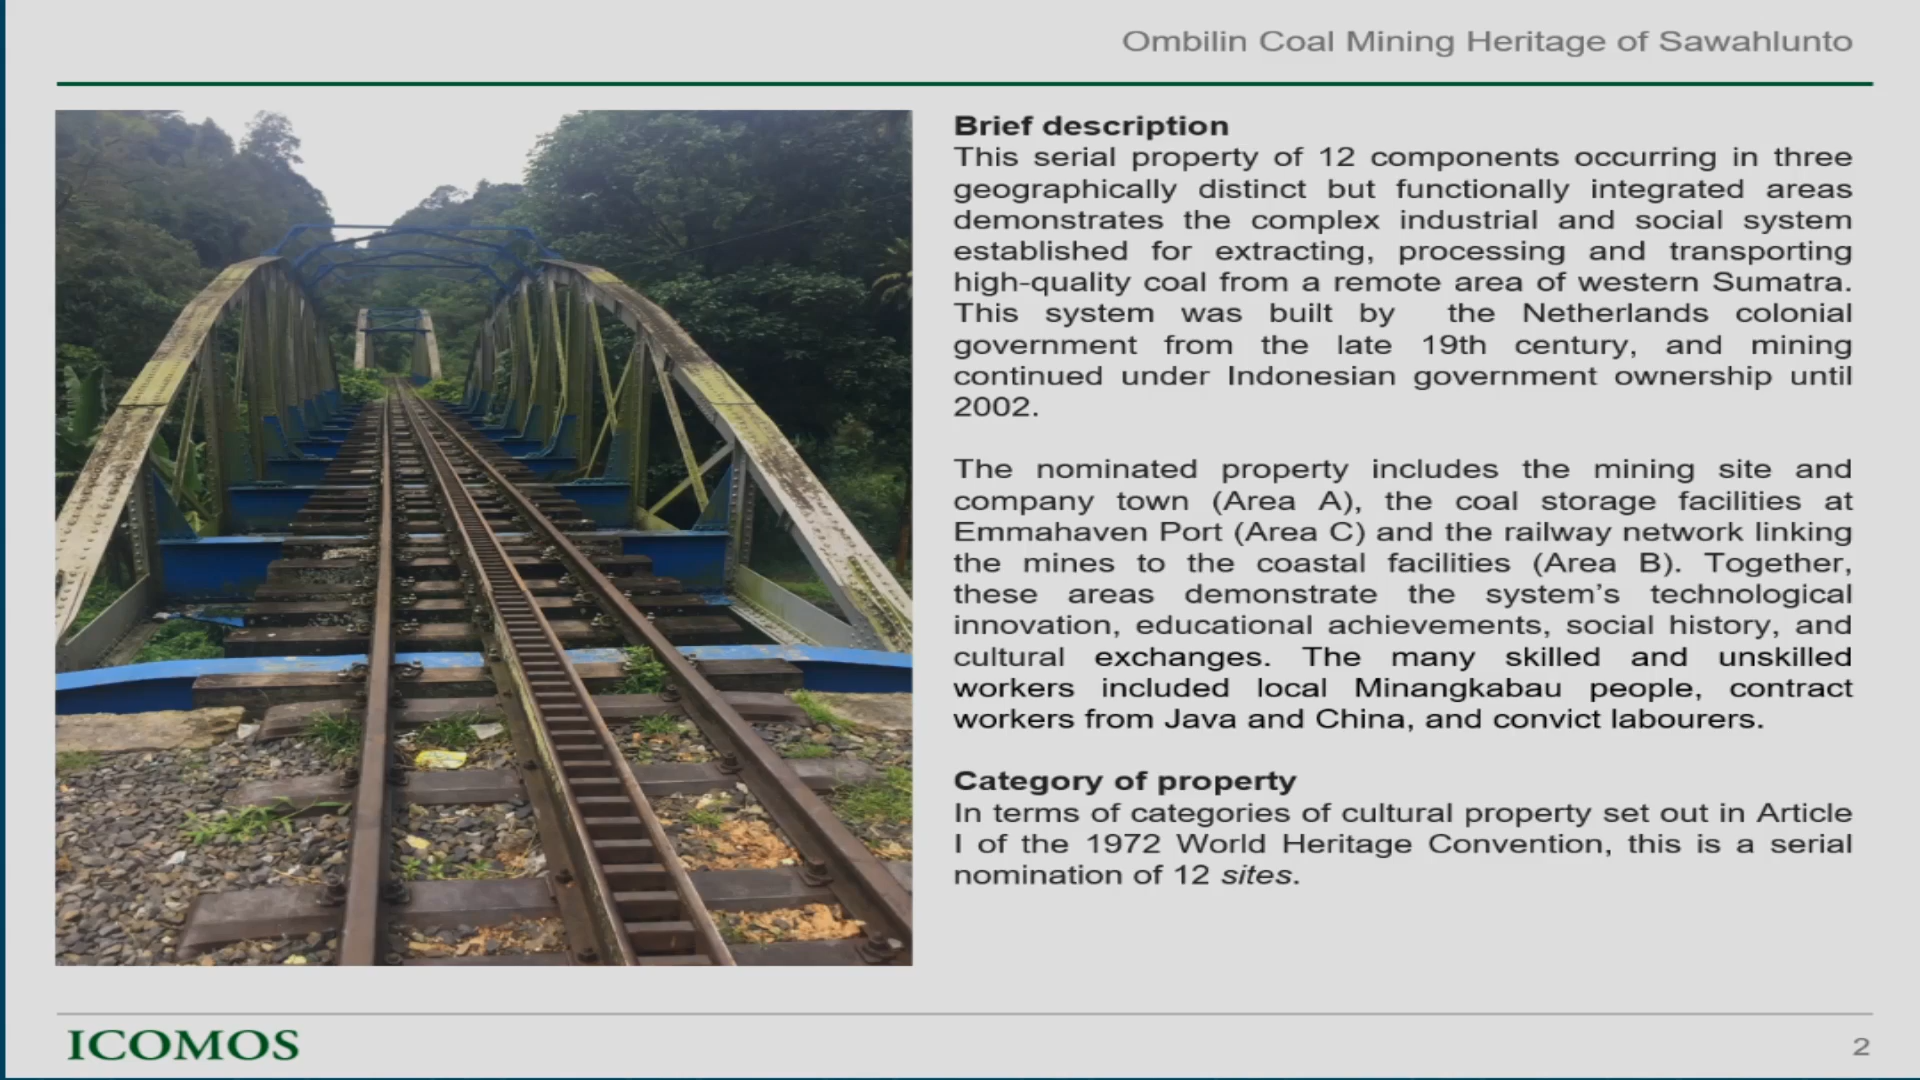 Ombilin Coal Mining Heritage of Sawahlunto
Brief description
This serial property of 12 components occurring in three
geographically distinct but functionally integrated areas
demonstrates the complex industrial and social system
established for extracting, processing and transporting
high-quality coal from a remote area of western Sumatra.
This system was built by the Netherlands colonial
government from the late 19th century, and mining
continued under Indonesian government ownership until
2002.
The nominated property includes the mining site and
company town (Area A), the coal storage facilities at
Emmahaven Port (Area C) and the railway network linking
the mines to the coastal facilities (Area B). Together,
these areas demonstrate the system’s technological
innovation, educational achievements, social history, and
cultural exchanges. The many skilled and unskilled
workers included local Minangkabau people, contract
workers from Java and China, and convict labourers.
Category of property
In terms of categories of cultural property set out in Article
I of the 1972 World Heritage Convention, this is a serial
nomination of 12 sites.
ICOMOS
2